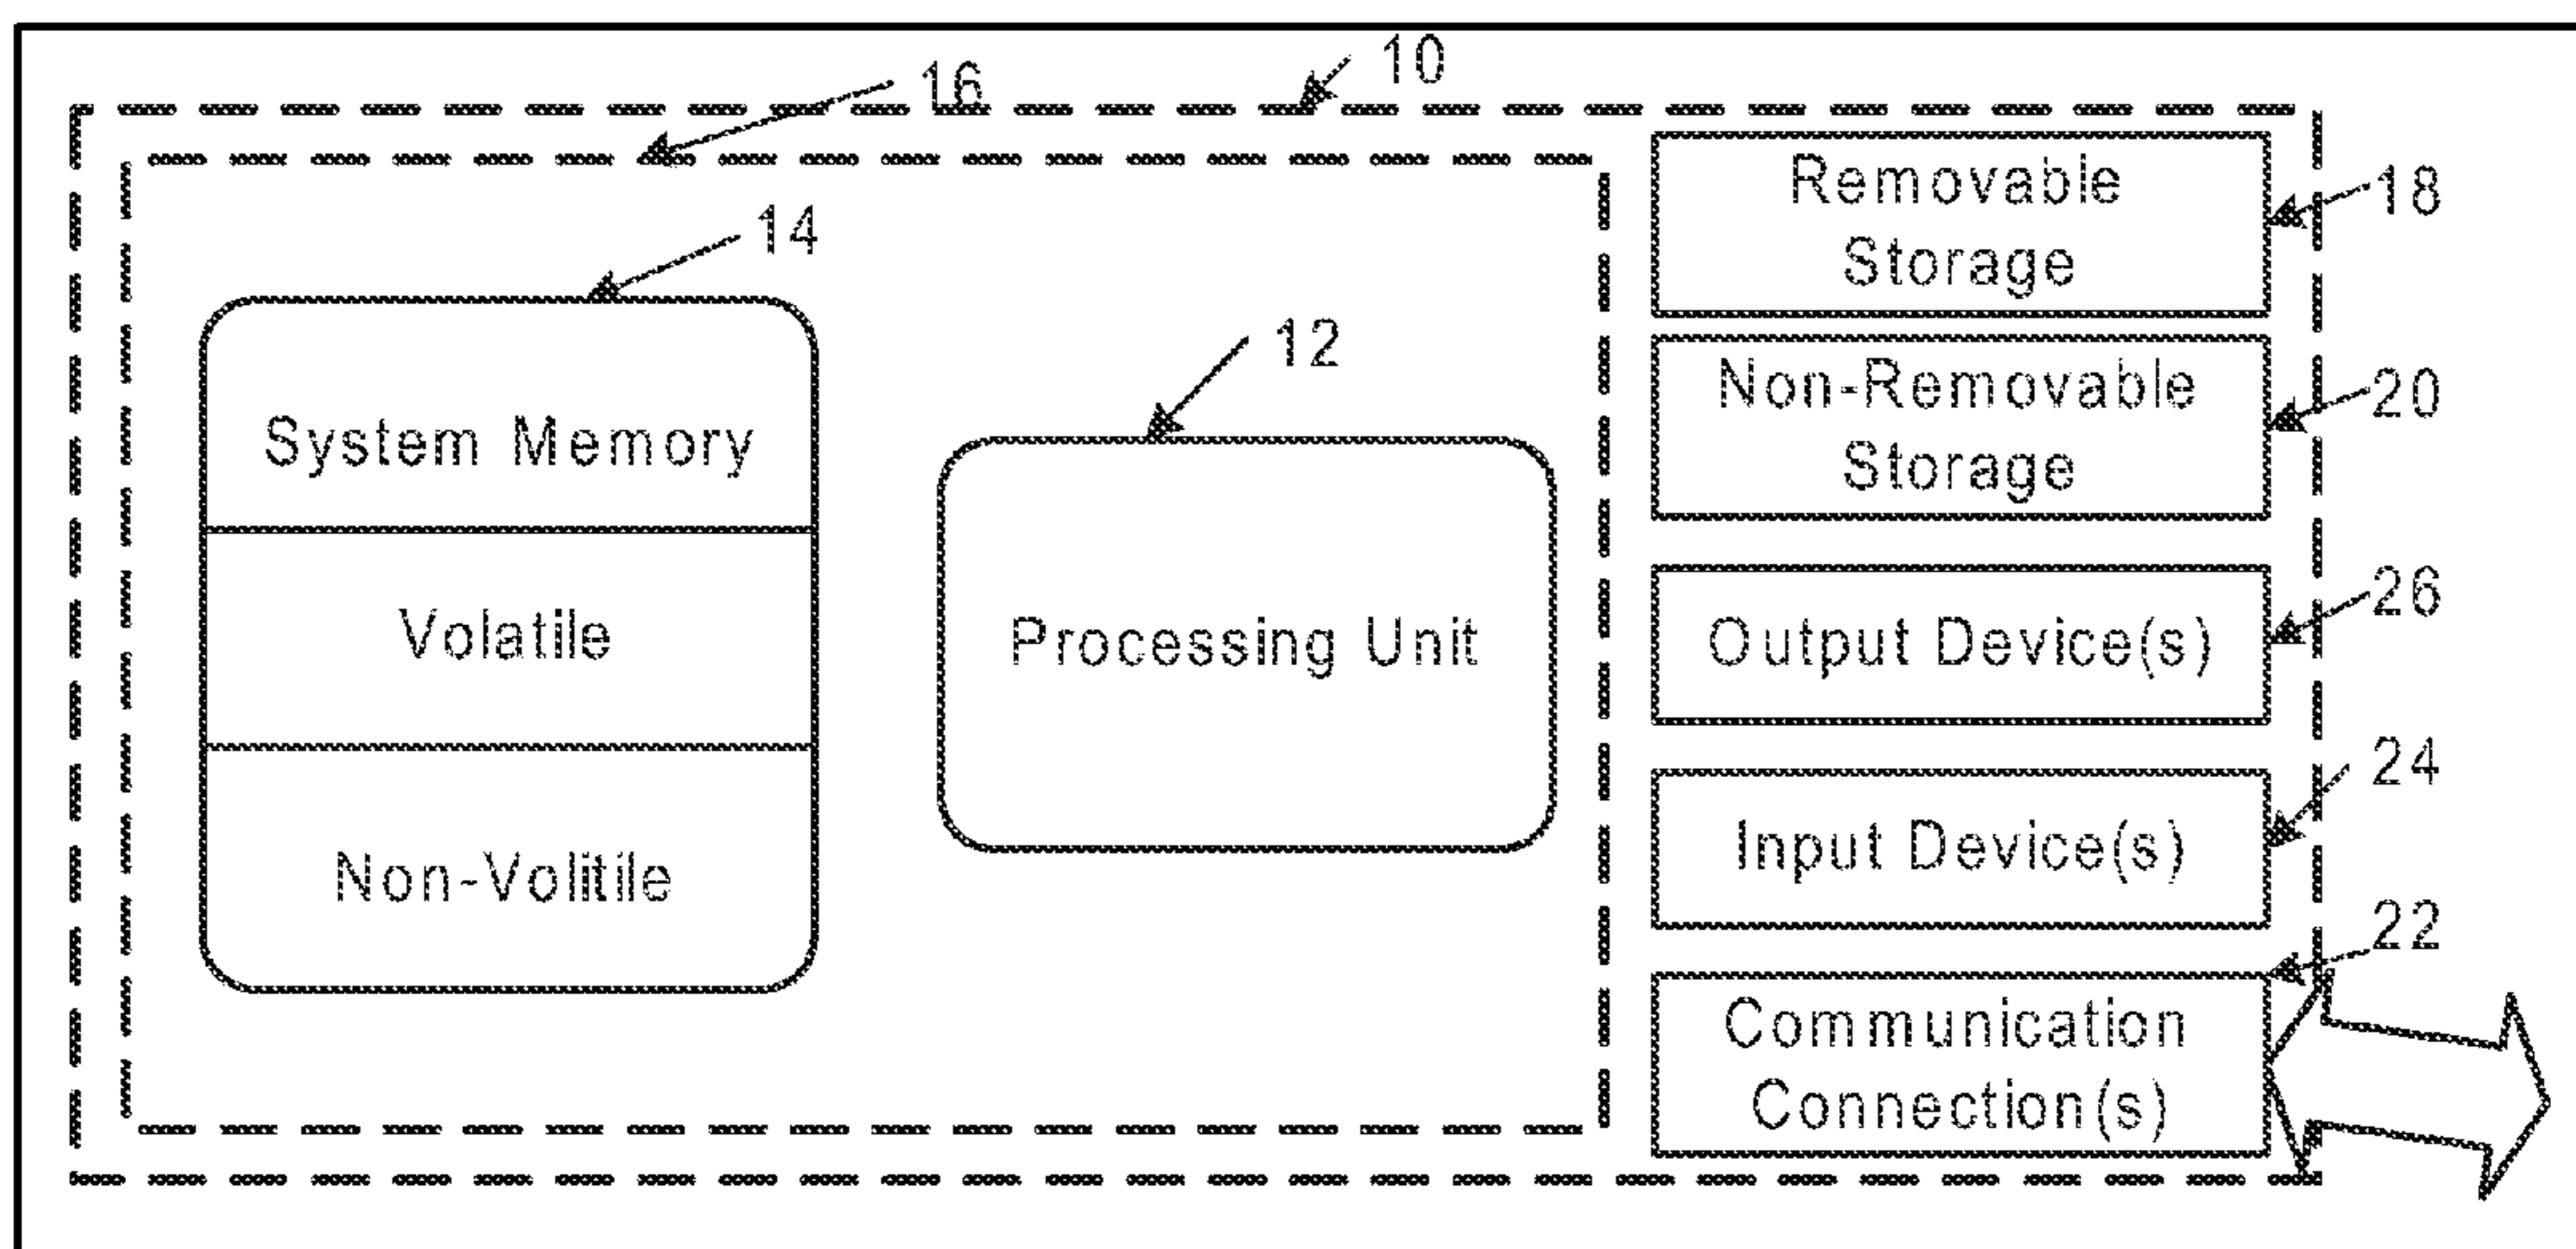 10
16
Removable
Storage
18
14
12
Non-Removable
Storage
20
System Memory
Volatile
Non-Volitile
Processing Unit
Output Device(s)
26
Input Device(s)
24
Communication
Connection(s)
22